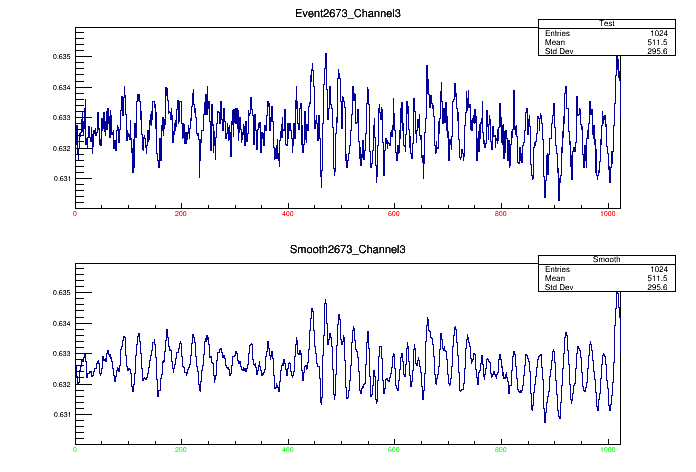 Event2673_Channel3
Test
Entries 1024
Mean 511.5
Std Dev 295.6
0.635
0.634
0.633
0.632
0.631
0 200 400 600 800 1000
Smooth2673_Channel3
Smooth
Entries 1024
Mean 511.5
Std Dev 295.6
0.635
0.634
0.633
0.632
0.631
0 200 400 600 800 1000